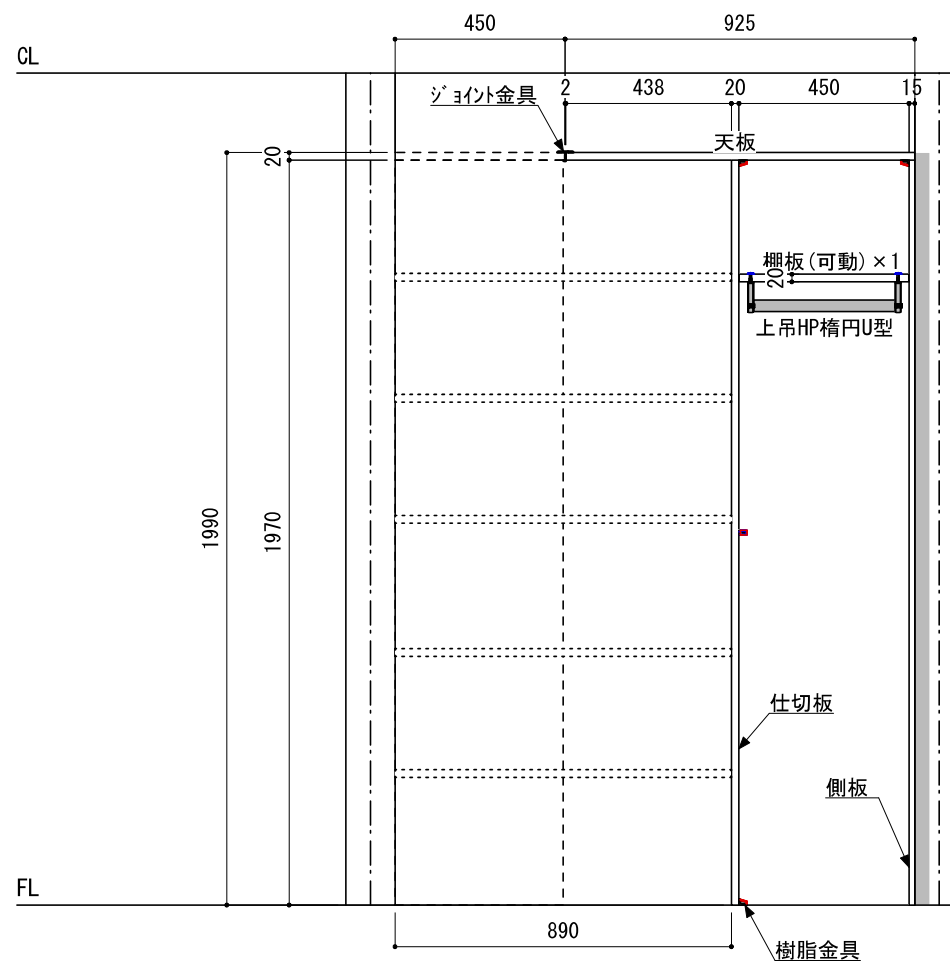 450
925
CL
ｼﾞｮｲﾝﾄ金具
2
438
20
450
15
天板
20
棚板(可動)×1
20
上吊HP楕円U型
1990
1970
仕切板
側板
FL
890
樹脂金具